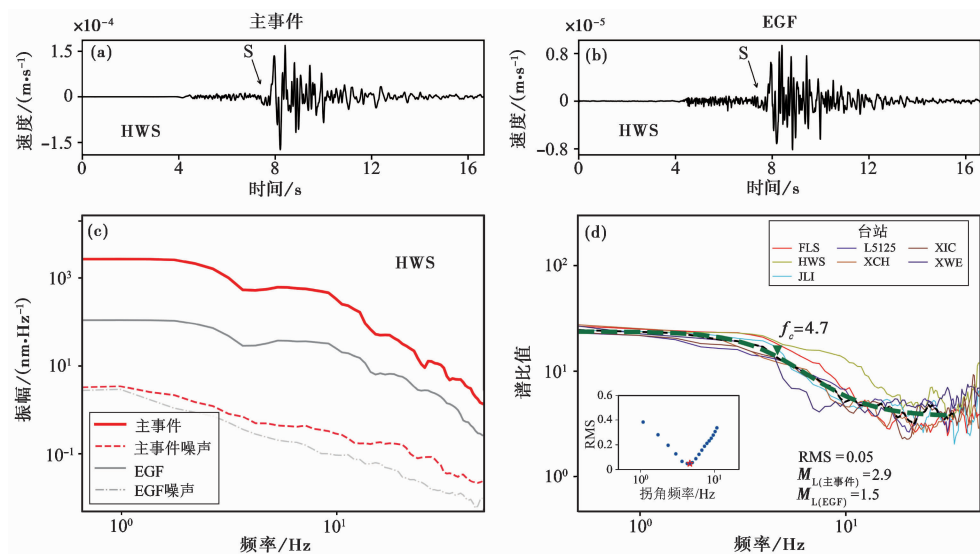 主事件
EGF
×10⁻⁴
(a)
S
1.5
0
−1.5
速度/(m•s⁻¹)
HWS
0 4 8 12 16
时间/s
×10⁻⁵
(b)
S
0.8
0
−0.8
速度/(m•s⁻¹)
HWS
0 4 8 12 16
时间/s
(c)
HWS
10³
10¹
10⁻¹
振幅/(nm•Hz⁻¹)
主事件
主事件噪声
EGF
EGF噪声
10⁰ 10¹
频率/Hz
(d)
台站
FLS L5125 XIC
HWS XCH XWE
JLI
10²
10¹
10⁰
谱比值
f_c=4.7
0.6
0.4
0.2
0
RMS
10⁰ 10¹
拐角频率/Hz
RMS=0.05
M_L(主事件)=2.9
M_L(EGF)=1.5
10⁰ 10¹
频率/Hz